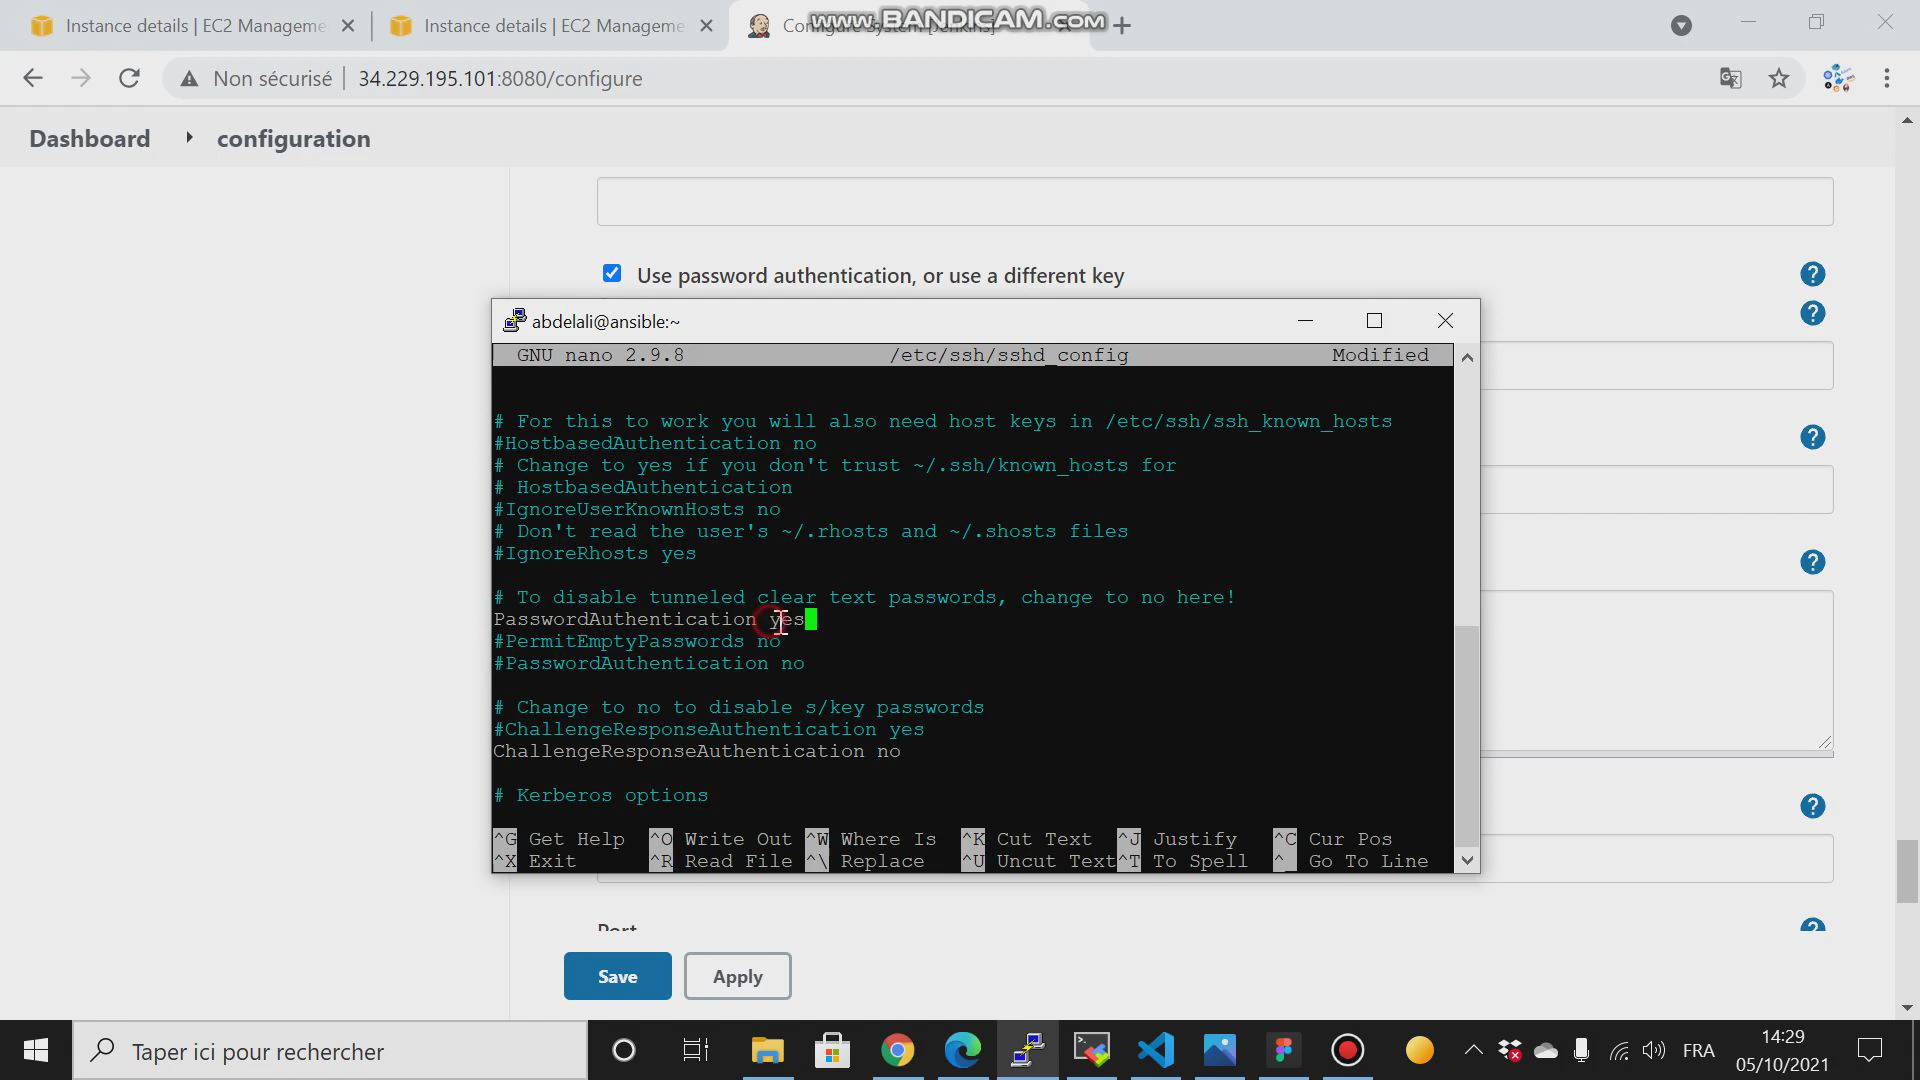 Instance details | EC2 Manageme
Instance details | EC2 Manageme
Configure System [Jenkins]
www.BANDICAM.com
Non sécurisé
34.229.195.101:8080/configure
Dashboard
configuration
Use password authentication, or use a different key
abdelali@ansible:~
GNU nano 2.9.8 /etc/ssh/sshd_config Modified
# For this to work you will also need host keys in /etc/ssh/ssh_known_hosts
#HostbasedAuthentication no
# Change to yes if you don't trust ~/.ssh/known_hosts for
# HostbasedAuthentication
#IgnoreUserKnownHosts no
# Don't read the user's ~/.rhosts and ~/.shosts files
#IgnoreRhosts yes
# To disable tunneled clear text passwords, change to no here!
PasswordAuthentication yes
#PermitEmptyPasswords no
#PasswordAuthentication no
# Change to no to disable s/key passwords
#ChallengeResponseAuthentication yes
ChallengeResponseAuthentication no
# Kerberos options
^G Get Help ^O Write Out ^W Where Is ^K Cut Text ^J Justify ^C Cur Pos
^X Exit ^R Read File ^\ Replace ^U Uncut Text ^T To Spell ^_ Go To Line
Port
Save
Apply
Taper ici pour rechercher
FRA
14:29
05/10/2021